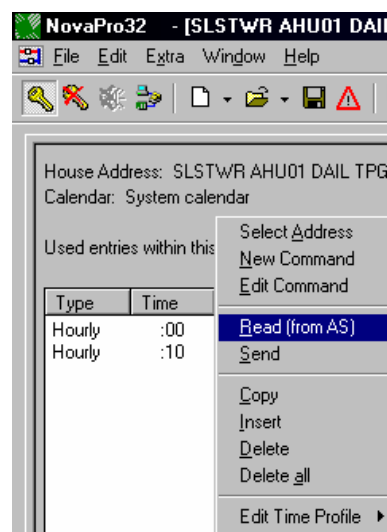 NovaPro32 - [SLSTWR AHU01 DAIL
File Edit Extra Window Help
House Address: SLSTWR AHU01 DAIL TPG
Calendar: System calendar
Used entries within this
Type Time
Hourly :00
Hourly :10
Select Address
New Command
Edit Command
Read (from AS)
Send
Copy
Insert
Delete
Delete all
Edit Time Profile